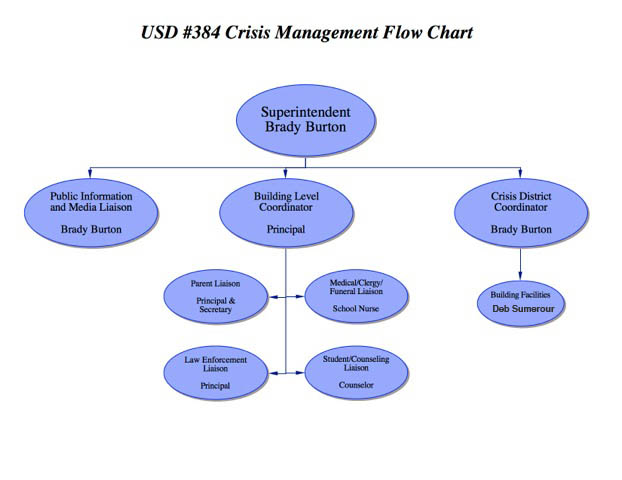 USD #384 Crisis Management Flow Chart
Superintendent
Brady Burton
Public Information
and Media Liaison
Brady Burton
Building Level
Coordinator
Principal
Crisis District
Coordinator
Brady Burton
Parent Liaison
Principal &
Secretary
Medical/Clergy/
Funeral Liaison
School Nurse
Building Facilities
Deb Sumerour
Law Enforcement
Liaison
Principal
Student/Counseling
Liaison
Counselor